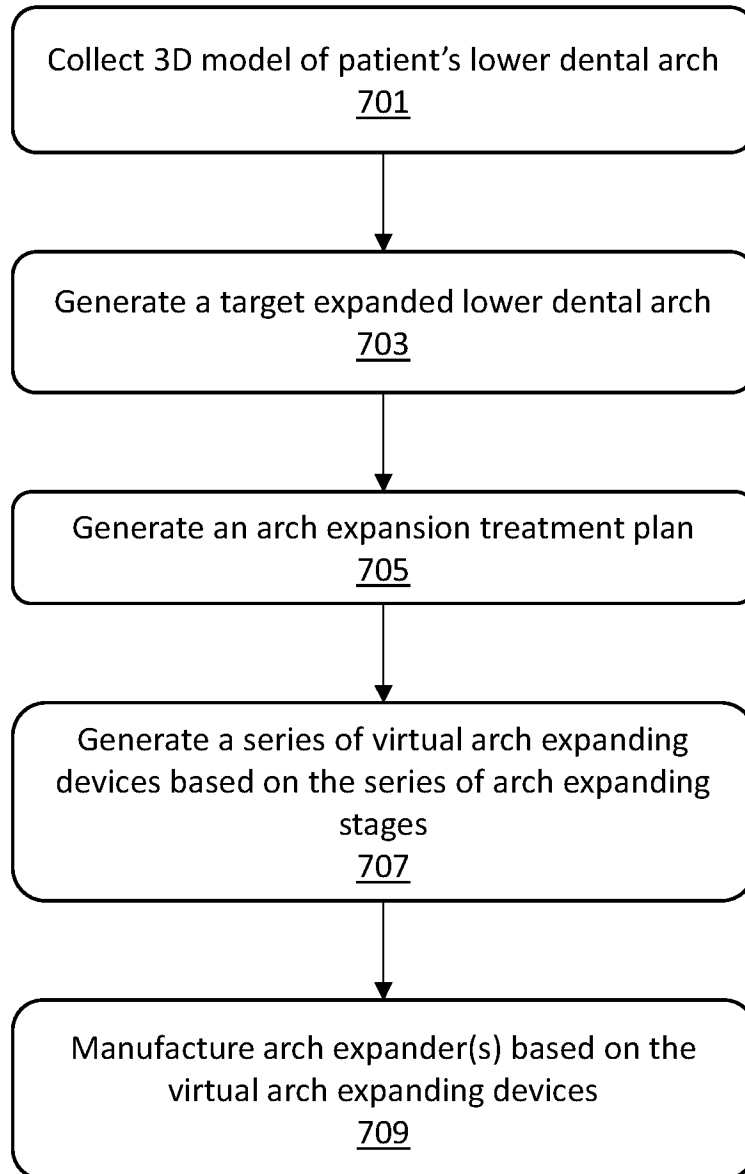 Collect 3D model of patient's lower dental arch
701
Generate a target expanded lower dental arch
703
Generate an arch expansion treatment plan
705
Generate a series of virtual arch expanding
devices based on the series of arch expanding
stages
707
Manufacture arch expander(s) based on the
virtual arch expanding devices
709